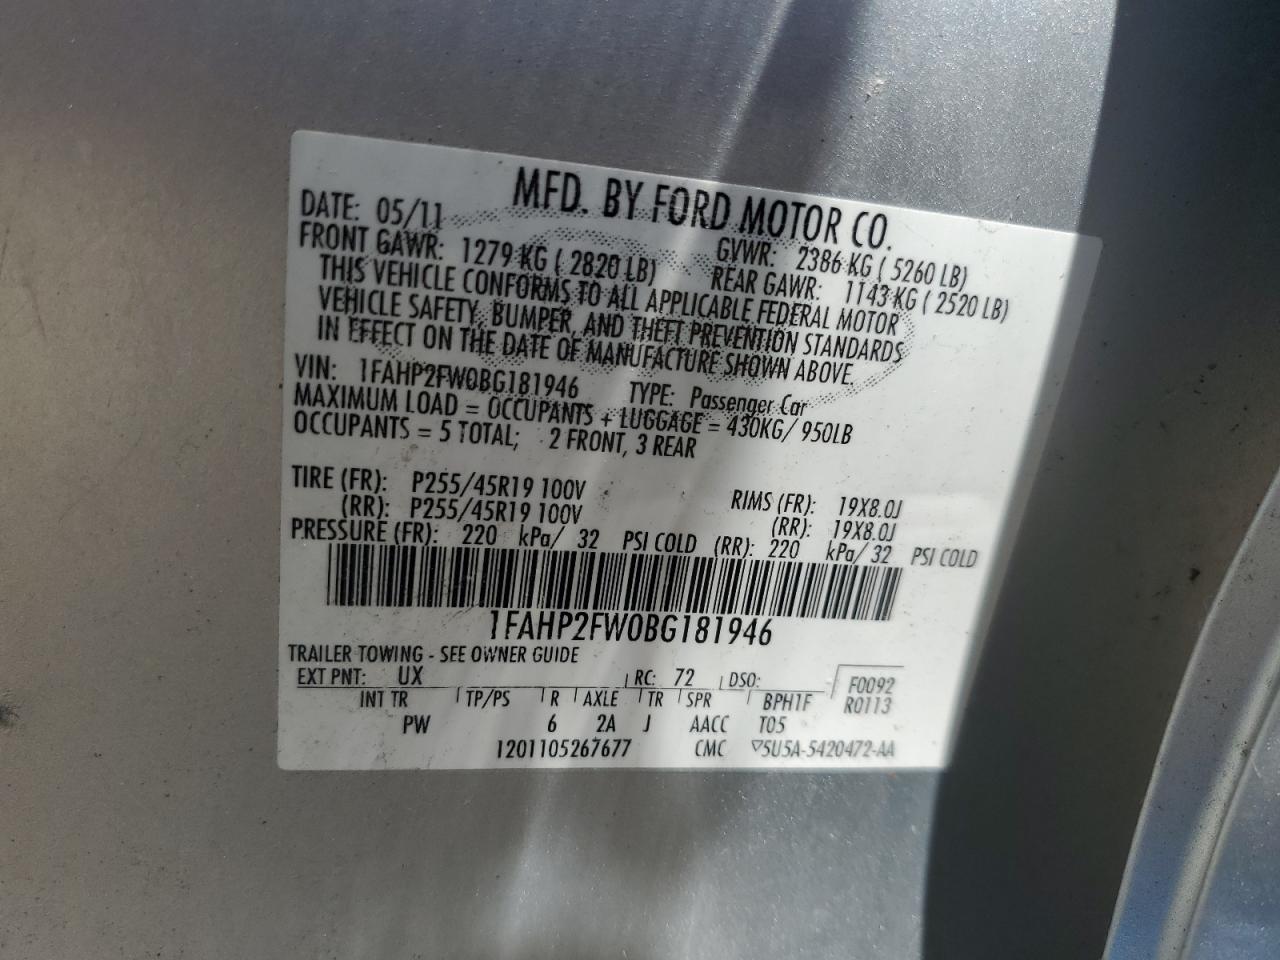 MFD. BY FORD MOTOR CO.
DATE: 05/11 GVWR: 2386 KG ( 5260 LB)
FRONT GAWR: 1279 KG ( 2820 LB) REAR GAWR: 1143 KG ( 2520 LB)
THIS VEHICLE CONFORMS TO ALL APPLICABLE FEDERAL MOTOR
VEHICLE SAFETY, BUMPER, AND THEFT PREVENTION STANDARDS
IN EFFECT ON THE DATE OF MANUFACTURE SHOWN ABOVE.
VIN: 1FAHP2FW0BG181946 TYPE: Passenger Car
MAXIMUM LOAD = OCCUPANTS + LUGGAGE = 430KG/ 950LB
OCCUPANTS = 5 TOTAL; 2 FRONT, 3 REAR
TIRE (FR): P255/45R19 100V RIMS (FR): 19X8.0J
(RR): P255/45R19 100V (RR): 19X8.0J
PRESSURE (FR): 220 kPa/ 32 PSI COLD (RR): 220 kPa/ 32 PSI COLD
1FAHP2FW0BG181946
TRAILER TOWING - SEE OWNER GUIDE
EXT PNT: UX RC: 72 DSO: F0092
INT TR TP/PS R AXLE TR SPR BPH1F R0113
PW 6 2A J AACC T05
1201105267677 CMC ▽5U5A-5420472-AA